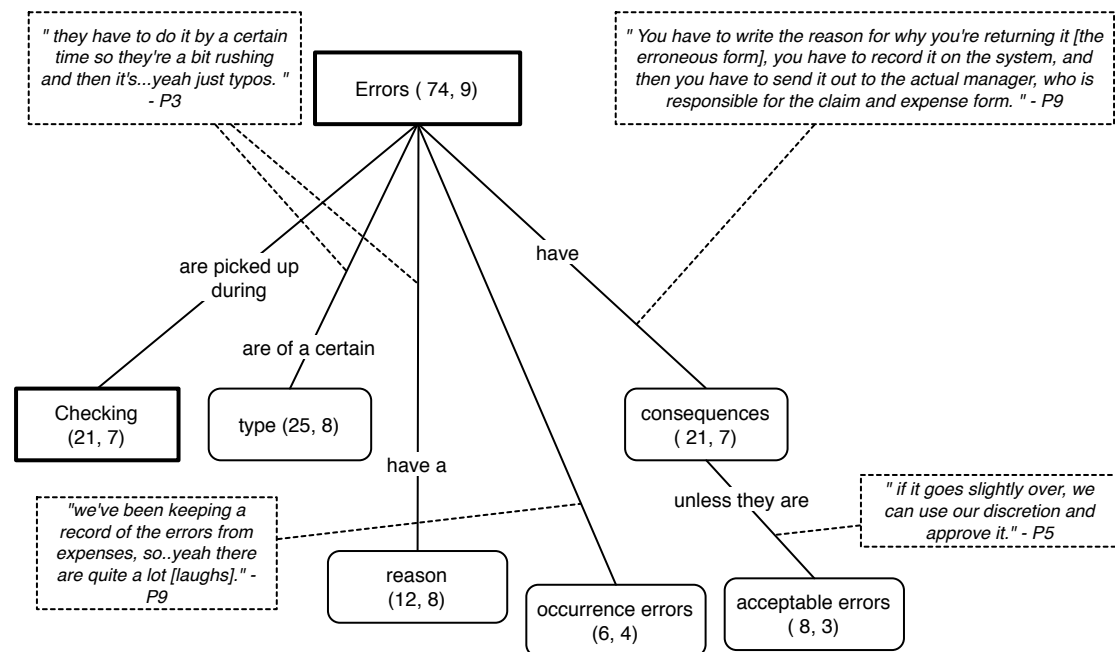 " they have to do it by a certain
time so they're a bit rushing
and then it's...yeah just typos. "
- P3
Errors ( 74, 9)
" You have to write the reason for why you're returning it [the
erroneous form], you have to record it on the system, and
then you have to send it out to the actual manager, who is
responsible for the claim and expense form. " - P9
have
are picked up
during
are of a certain
Checking
(21, 7)
type (25, 8)
consequences
( 21, 7)
have a
unless they are
" if it goes slightly over, we
can use our discretion and
approve it." - P5
"we've been keeping a
record of the errors from
expenses, so..yeah there
are quite a lot [laughs]." -
P9
reason
(12, 8)
occurrence errors
(6, 4)
acceptable errors
( 8, 3)